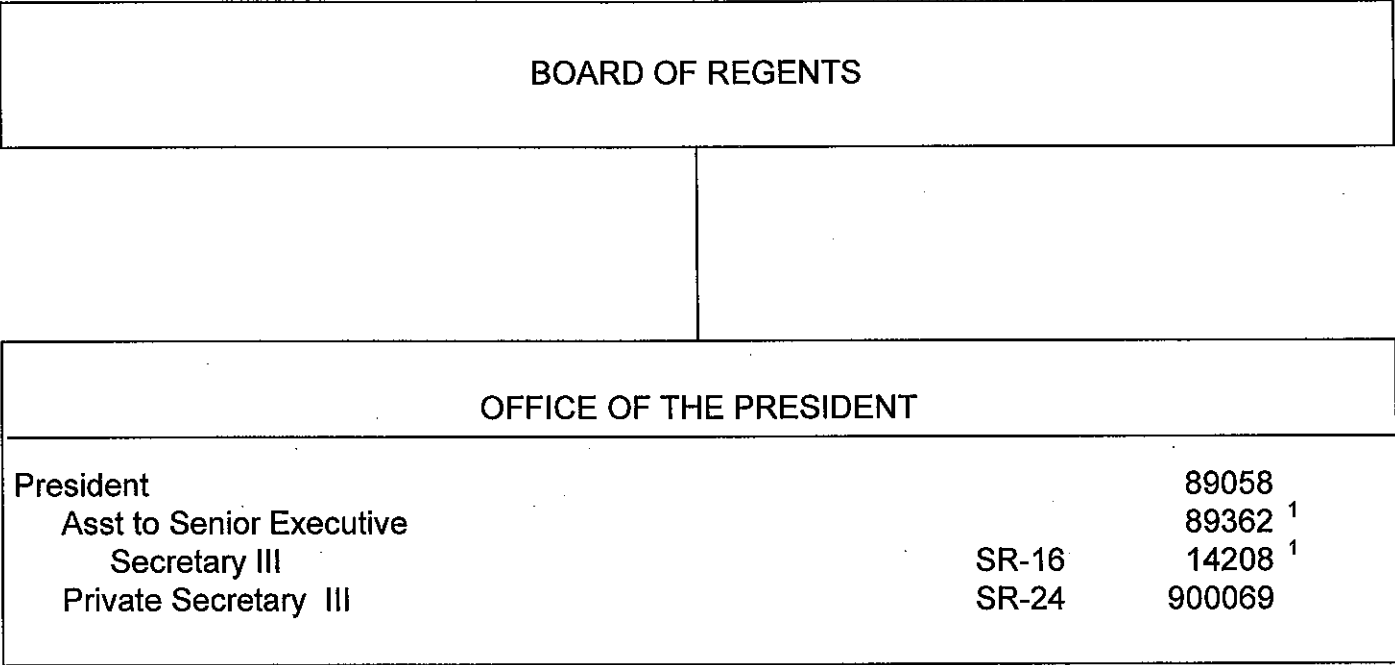 BOARD OF REGENTS
OFFICE OF THE PRESIDENT
President 89058
Asst to Senior Executive 89362 1
Secretary III SR-16 14208 1
Private Secretary III SR-24 900069